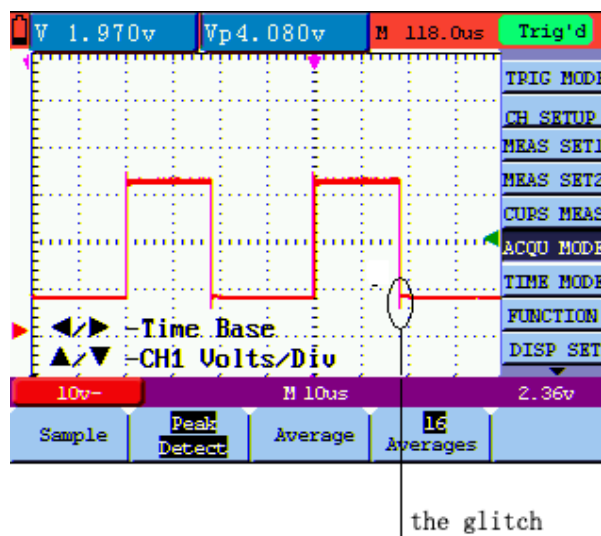 V 1.970v Vp4.080v M 118.0us Trig'd
TRIG MODE
CH SETUP
MEAS SET1
MEAS SET2
CUPS MEAS
ACQU MODE
TIME MODE
FUNCTION
DISP SET
◄/► -Time Base
▲/▼ -CH1 Volts/Div
10v- M 10us 2.36v
Sample
Peak
Detect
Average
16
Averages
the glitch